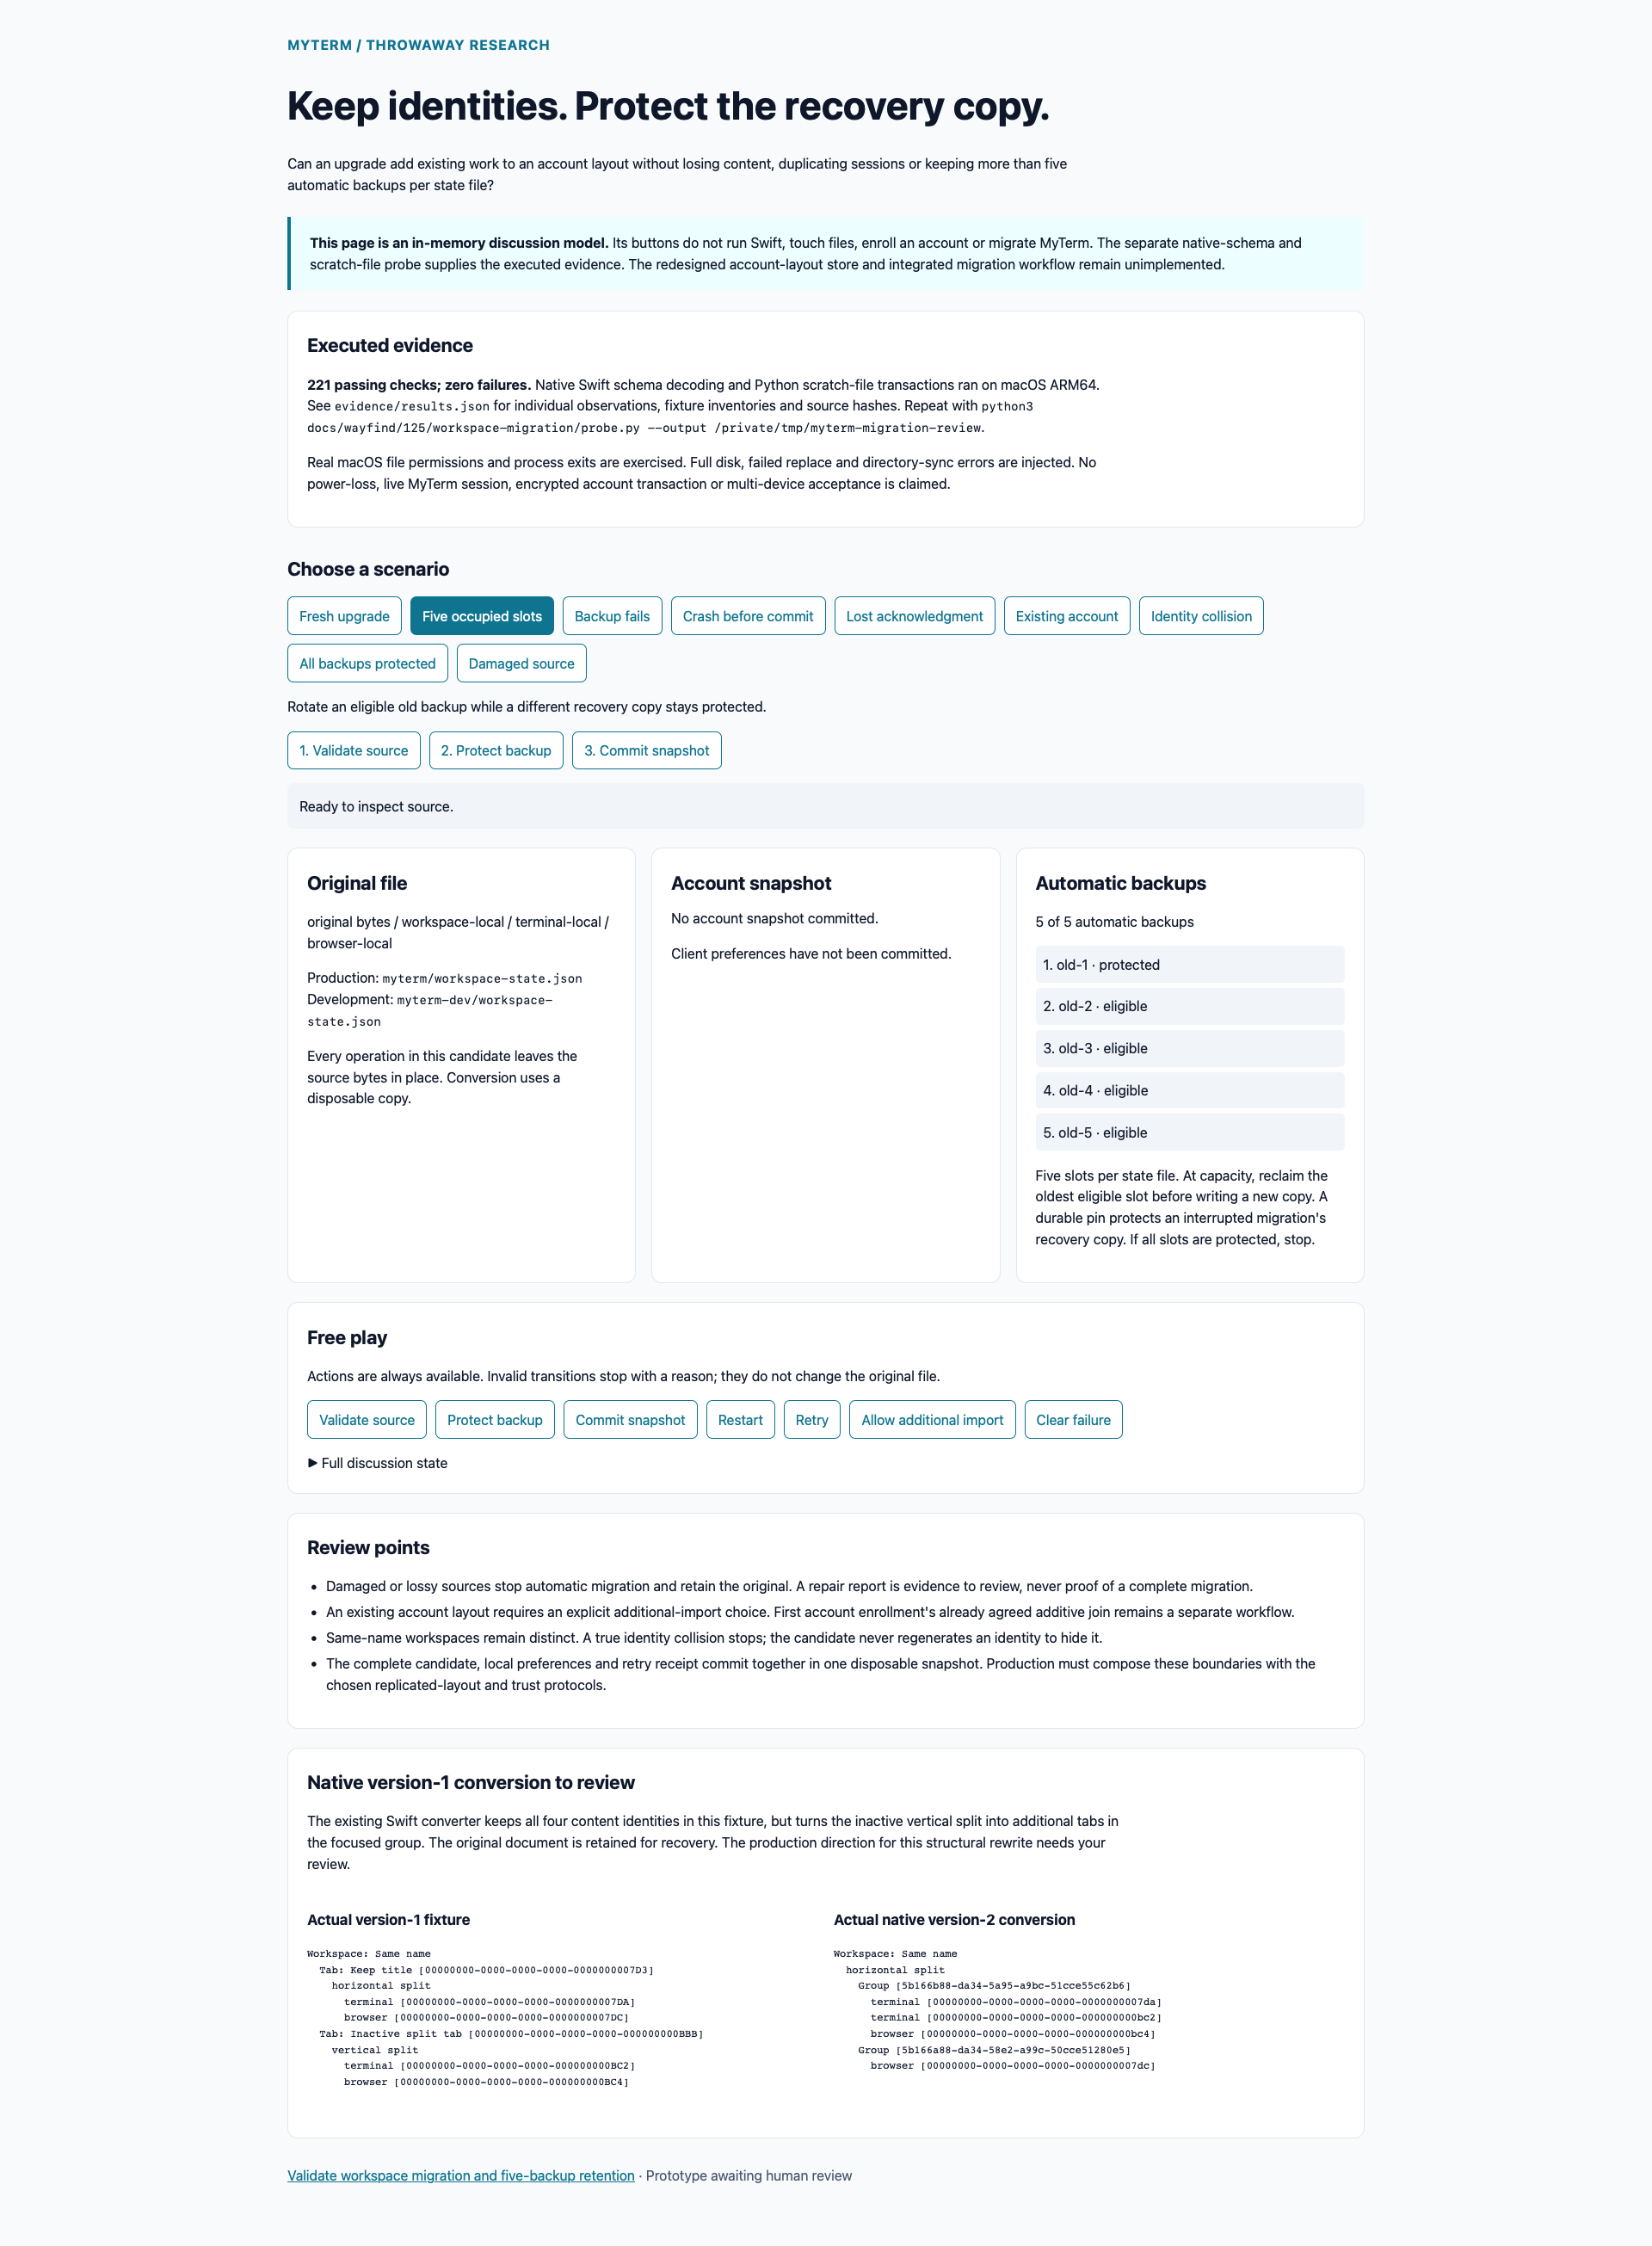 MYTERM / THROWAWAY RESEARCH
Keep identities. Protect the recovery copy.
Can an upgrade add existing work to an account layout without losing content, duplicating sessions or keeping more than five
automatic backups per state file?
This page is an in-memory discussion model. Its buttons do not run Swift, touch files, enroll an account or migrate MyTerm. The separate native-schema and
scratch-file probe supplies the executed evidence. The redesigned account-layout store and integrated migration workflow remain unimplemented.
Executed evidence
221 passing checks; zero failures. Native Swift schema decoding and Python scratch-file transactions ran on macOS ARM64.
See evidence/results.json for individual observations, fixture inventories and source hashes. Repeat with python3
docs/wayfind/125/workspace-migration/probe.py --output /private/tmp/myterm-migration-review.
Real macOS file permissions and process exits are exercised. Full disk, failed replace and directory-sync errors are injected. No
power-loss, live MyTerm session, encrypted account transaction or multi-device acceptance is claimed.
Choose a scenario
Fresh upgrade Five occupied slots Backup fails Crash before commit Lost acknowledgment Existing account Identity collision
All backups protected Damaged source
Rotate an eligible old backup while a different recovery copy stays protected.
1. Validate source 2. Protect backup 3. Commit snapshot
Ready to inspect source.
Original file
original bytes / workspace-local / terminal-local /
browser-local
Production: myterm/workspace-state.json
Development: myterm-dev/workspace-
state.json
Every operation in this candidate leaves the
source bytes in place. Conversion uses a
disposable copy.
Account snapshot
No account snapshot committed.
Client preferences have not been committed.
Automatic backups
5 of 5 automatic backups
1. old-1 · protected
2. old-2 · eligible
3. old-3 · eligible
4. old-4 · eligible
5. old-5 · eligible
Five slots per state file. At capacity, reclaim the
oldest eligible slot before writing a new copy. A
durable pin protects an interrupted migration's
recovery copy. If all slots are protected, stop.
Free play
Actions are always available. Invalid transitions stop with a reason; they do not change the original file.
Validate source Protect backup Commit snapshot Restart Retry Allow additional import Clear failure
▶ Full discussion state
Review points
• Damaged or lossy sources stop automatic migration and retain the original. A repair report is evidence to review, never proof of a complete migration.
• An existing account layout requires an explicit additional-import choice. First account enrollment's already agreed additive join remains a separate workflow.
• Same-name workspaces remain distinct. A true identity collision stops; the candidate never regenerates an identity to hide it.
• The complete candidate, local preferences and retry receipt commit together in one disposable snapshot. Production must compose these boundaries with the
chosen replicated-layout and trust protocols.
Native version-1 conversion to review
The existing Swift converter keeps all four content identities in this fixture, but turns the inactive vertical split into additional tabs in
the focused group. The original document is retained for recovery. The production direction for this structural rewrite needs your
review.
Actual version-1 fixture
Workspace: Same name
Tab: Keep title [00000000-0000-0000-0000-0000000007D3]
horizontal split
terminal [00000000-0000-0000-0000-0000000007DA]
browser [00000000-0000-0000-0000-0000000007DC]
Tab: Inactive split tab [00000000-0000-0000-0000-000000000BBB]
vertical split
terminal [00000000-0000-0000-0000-000000000BC2]
browser [00000000-0000-0000-0000-000000000BC4]
Actual native version-2 conversion
Workspace: Same name
horizontal split
Group [5b166b88-da34-5a95-a9bc-51cce55c62b6]
terminal [00000000-0000-0000-0000-0000000007da]
terminal [00000000-0000-0000-0000-000000000bc2]
browser [00000000-0000-0000-0000-000000000bc4]
Group [5b166a88-da34-58e2-a99c-50cce51280e5]
browser [00000000-0000-0000-0000-0000000007dc]
Validate workspace migration and five-backup retention · Prototype awaiting human review